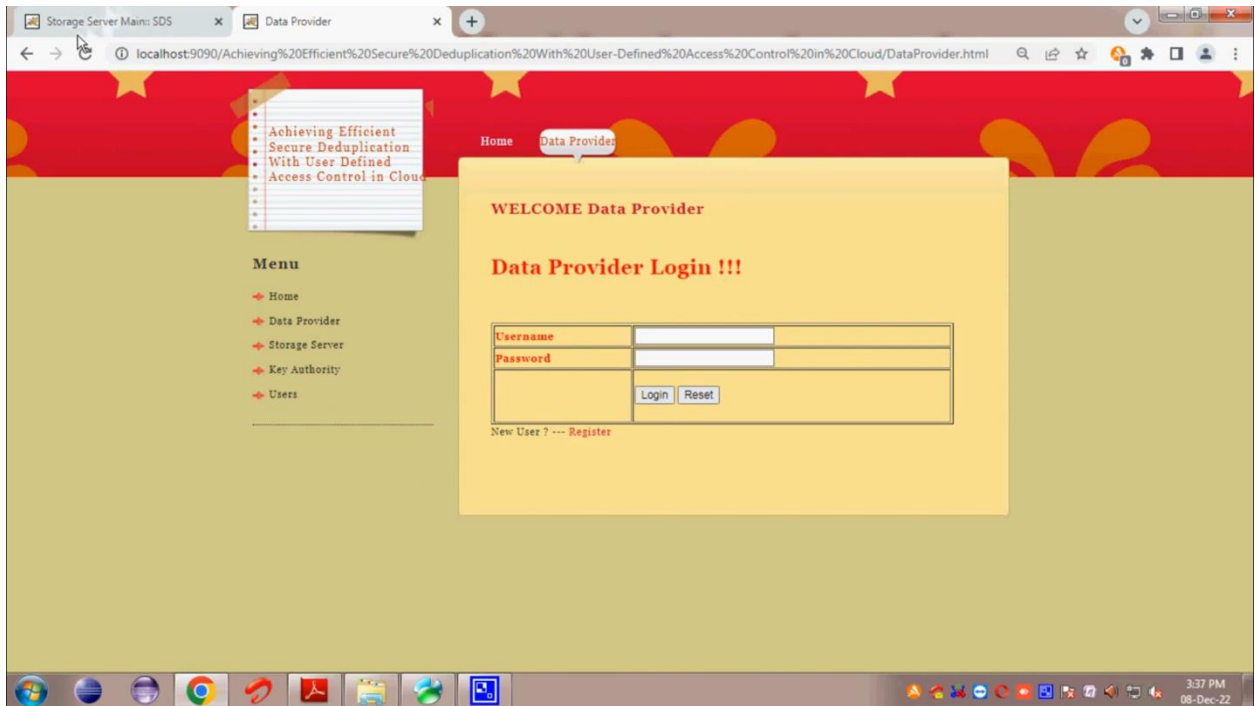 Storage Server Main:: SDS
Data Provider
localhost:9090/Achieving%20Efficient%20Secure%20Deduplication%20With%20User-Defined%20Access%20Control%20in%20Cloud/DataProvider.html
Achieving Efficient
Secure Deduplication
With User Defined
Access Control in Cloud
Home
Data Provider
WELCOME Data Provider
Data Provider Login !!!
Username
Password
Login Reset
New User ? --- Register
Menu
Home
Data Provider
Storage Server
Key Authority
Users
3:37 PM
08-Dec-22